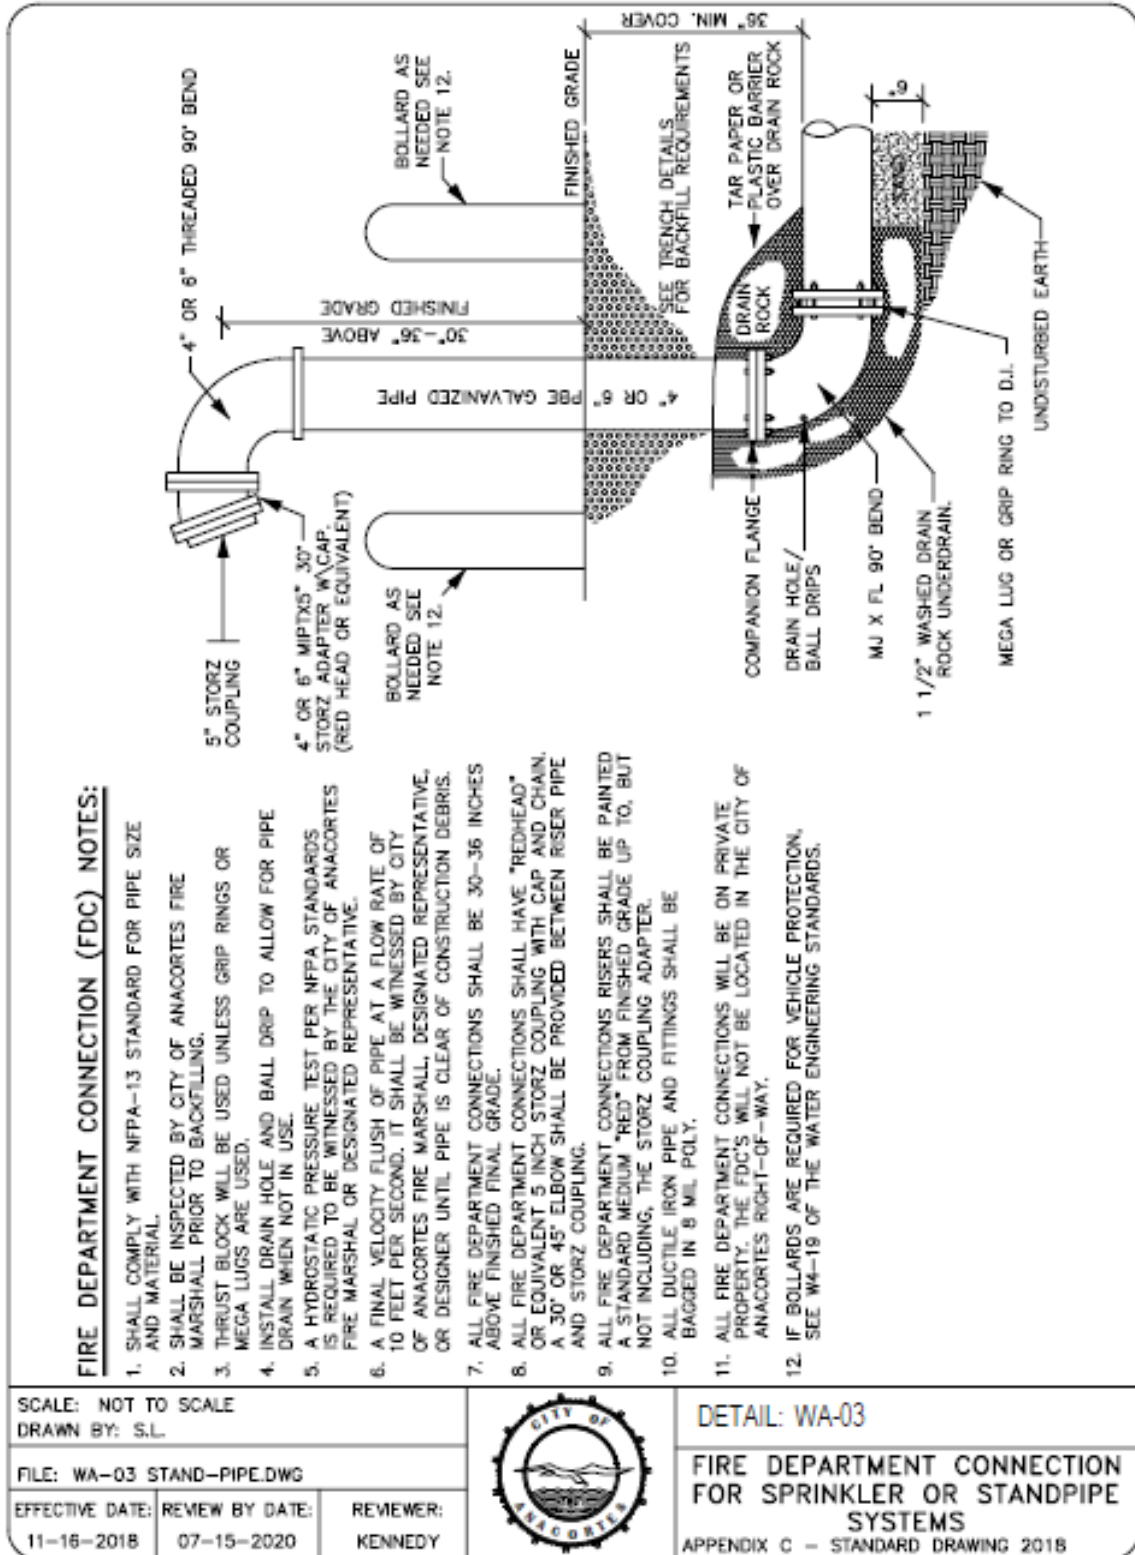 FIRE DEPARTMENT CONNECTION (FDC) NOTES:
1. SHALL COMPLY WITH NFPA-13 STANDARD FOR PIPE SIZE
AND MATERIAL.
2. SHALL BE INSPECTED BY CITY OF ANACORTES FIRE
MARSHALL PRIOR TO BACKFILLING.
3. THRUST BLOCK WILL BE USED UNLESS GRIP RINGS OR
MEGA LUGS ARE USED.
4. INSTALL DRAIN HOLE AND BALL DRIP TO ALLOW FOR PIPE
DRAIN WHEN NOT IN USE.
5. A HYDROSTATIC PRESSURE TEST PER NFPA STANDARDS
IS REQUIRED TO BE WITNESSED BY THE CITY OF ANACORTES
FIRE MARSHAL OR DESIGNATED REPRESENTATIVE.
6. A FINAL VELOCITY FLUSH OF PIPE AT A FLOW RATE OF
10 FEET PER SECOND. IT SHALL BE WITNESSED BY CITY
OF ANACORTES FIRE MARSHALL, DESIGNATED REPRESENTATIVE,
OR DESIGNER UNTIL PIPE IS CLEAR OF CONSTRUCTION DEBRIS.
7. ALL FIRE DEPARTMENT CONNECTIONS SHALL BE 30-36 INCHES
ABOVE FINISHED FINAL GRADE.
8. ALL FIRE DEPARTMENT CONNECTIONS SHALL HAVE "REDHEAD"
OR EQUIVALENT 5 INCH STORZ COUPLING WITH CAP AND CHAIN.
A 30° OR 45° ELBOW SHALL BE PROVIDED BETWEEN RISER PIPE
AND STORZ COUPLING.
9. ALL FIRE DEPARTMENT CONNECTIONS RISERS SHALL BE PAINTED
A STANDARD MEDIUM "RED" FROM FINISHED GRADE UP TO, BUT
NOT INCLUDING, THE STORZ COUPLING ADAPTER.
10. ALL DUCTILE IRON PIPE AND FITTINGS SHALL BE
BAGGED IN 8 MIL POLY.
11. ALL FIRE DEPARTMENT CONNECTIONS WILL BE ON PRIVATE
PROPERTY. THE FDC'S WILL NOT BE LOCATED IN THE CITY OF
ANACORTES RIGHT-OF-WAY.
12. IF BOLLARDS ARE REQUIRED FOR VEHICLE PROTECTION,
SEE W4-19 OF THE WATER ENGINEERING STANDARDS.
5" STORZ
COUPLING
4" OR 6" MIPTX5" 30°
STORZ ADAPTER W\CAP.
(RED HEAD OR EQUIVALENT)
4" OR 6" THREADED 90° BEND
BOLLARD AS
NEEDED SEE
NOTE 12.
BOLLARD AS
NEEDED SEE
NOTE 12.
30"-36" ABOVE
FINISHED GRADE
4" OR 6" PBE GALVANIZED PIPE
FINISHED GRADE
36" MIN. COVER
SEE TRENCH DETAILS
FOR BACKFILL REQUIREMENTS
TAR PAPER OR
PLASTIC BARRIER
OVER DRAIN ROCK
DRAIN
ROCK
6"
SAND
COMPANION FLANGE
DRAIN HOLE/
BALL DRIPS
MJ X FL 90° BEND
1 1/2" WASHED DRAIN
ROCK UNDERDRAIN.
MEGA LUG OR GRIP RING TO D.I.
UNDISTURBED EARTH
SCALE: NOT TO SCALE
DRAWN BY: S.L.
FILE: WA-03 STAND-PIPE.DWG
EFFECTIVE DATE:
11-16-2018
REVIEW BY DATE:
07-15-2020
REVIEWER:
KENNEDY
CITY OF
ANACORTES
DETAIL: WA-03
FIRE DEPARTMENT CONNECTION
FOR SPRINKLER OR STANDPIPE
SYSTEMS
APPENDIX C - STANDARD DRAWING 2018